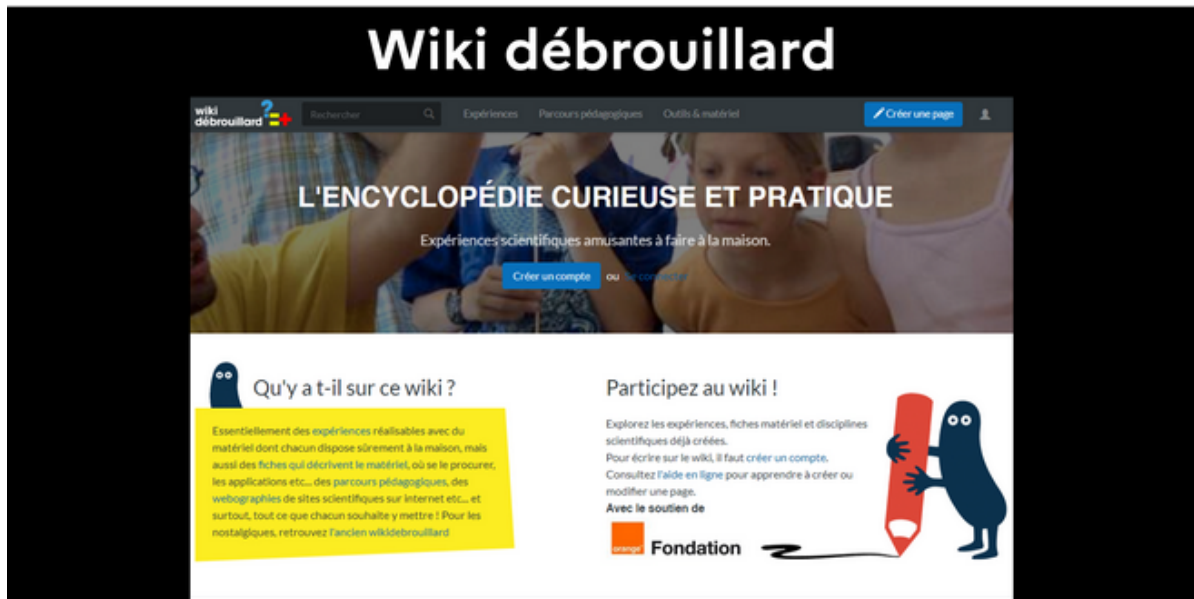 Wiki débrouillard
wiki
débrouillard
Rechercher
Expériences
Parcours pédagogiques
Outils & matériel
Créer une page
L'ENCYCLOPÉDIE CURIEUSE ET PRATIQUE
Expériences scientifiques amusantes à faire à la maison.
Créer un compte ou Se connecter
Qu'y a t-il sur ce wiki ?
Essentiellement des expériences réalisables avec du
matériel dont chacun dispose sûrement à la maison, mais
aussi des fiches qui décrivent le matériel, où se le procurer,
les applications etc... des parcours pédagogiques, des
webographies de sites scientifiques sur internet etc... et
surtout, tout ce que chacun souhaite y mettre ! Pour les
nostalgiques, retrouvez l'ancien wikidebrouillard
Participez au wiki !
Explorez les expériences, fiches matériel et disciplines
scientifiques déjà créées.
Pour écrire sur le wiki, il faut créer un compte.
Consultez l'aide en ligne pour apprendre à créer ou
modifier une page.
Avec le soutien de
orange
Fondation